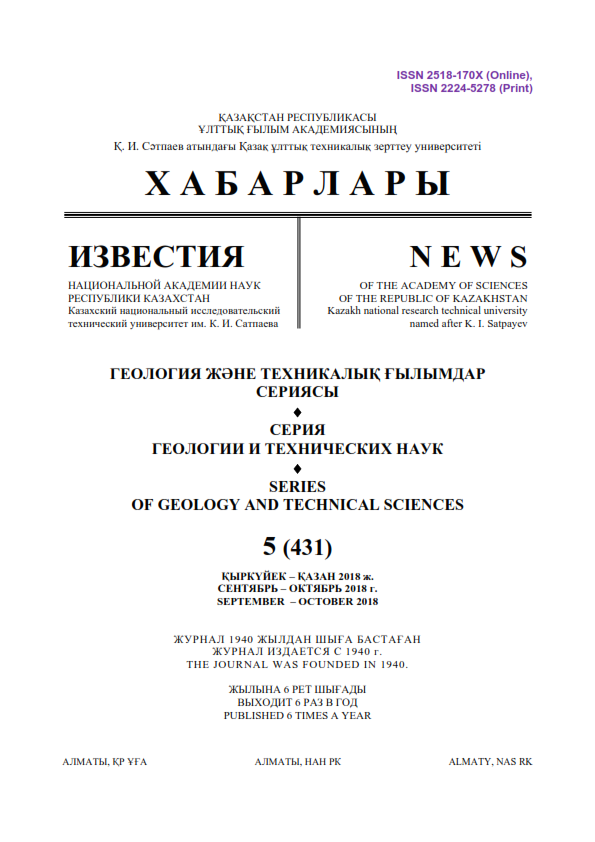 ISSN 2518-170X (Online),
ISSN 2224-5278 (Print)
ҚАЗАҚСТАН РЕСПУБЛИКАСЫ
ҰЛТТЫҚ ҒЫЛЫМ АКАДЕМИЯСЫНЫҢ
Қ. И. Сәтпаев атындағы Қазақ ұлттық техникалық зерттеу университеті
Х А Б А Р Л А Р Ы
ИЗВЕСТИЯ
НАЦИОНАЛЬНОЙ АКАДЕМИИ НАУК
РЕСПУБЛИКИ КАЗАХСТАН
Казахский национальный исследовательский
технический университет им. К. И. Сатпаева
N E W S
OF THE ACADEMY OF SCIENCES
OF THE REPUBLIC OF KAZAKHSTAN
Kazakh national research technical university
named after K. I. Satpayev
ГЕОЛОГИЯ ЖӘНЕ ТЕХНИКАЛЫҚ ҒЫЛЫМДАР
СЕРИЯСЫ
♦
СЕРИЯ
ГЕОЛОГИИ И ТЕХНИЧЕСКИХ НАУК
♦
SERIES
OF GEOLOGY AND TECHNICAL SCIENCES
5 (431)
ҚЫРКҮЙЕК – ҚАЗАН 2018 ж.
СЕНТЯБРЬ – ОКТЯБРЬ 2018 г.
SEPTEMBER – OCTOBER 2018
ЖУРНАЛ 1940 ЖЫЛДАН ШЫҒА БАСТАҒАН
ЖУРНАЛ ИЗДАЕТСЯ С 1940 г.
THE JOURNAL WAS FOUNDED IN 1940.
ЖЫЛЫНА 6 РЕТ ШЫҒАДЫ
ВЫХОДИТ 6 РАЗ В ГОД
PUBLISHED 6 TIMES A YEAR
АЛМАТЫ, ҚР ҰҒА АЛМАТЫ, НАН РК ALMATY, NAS RK